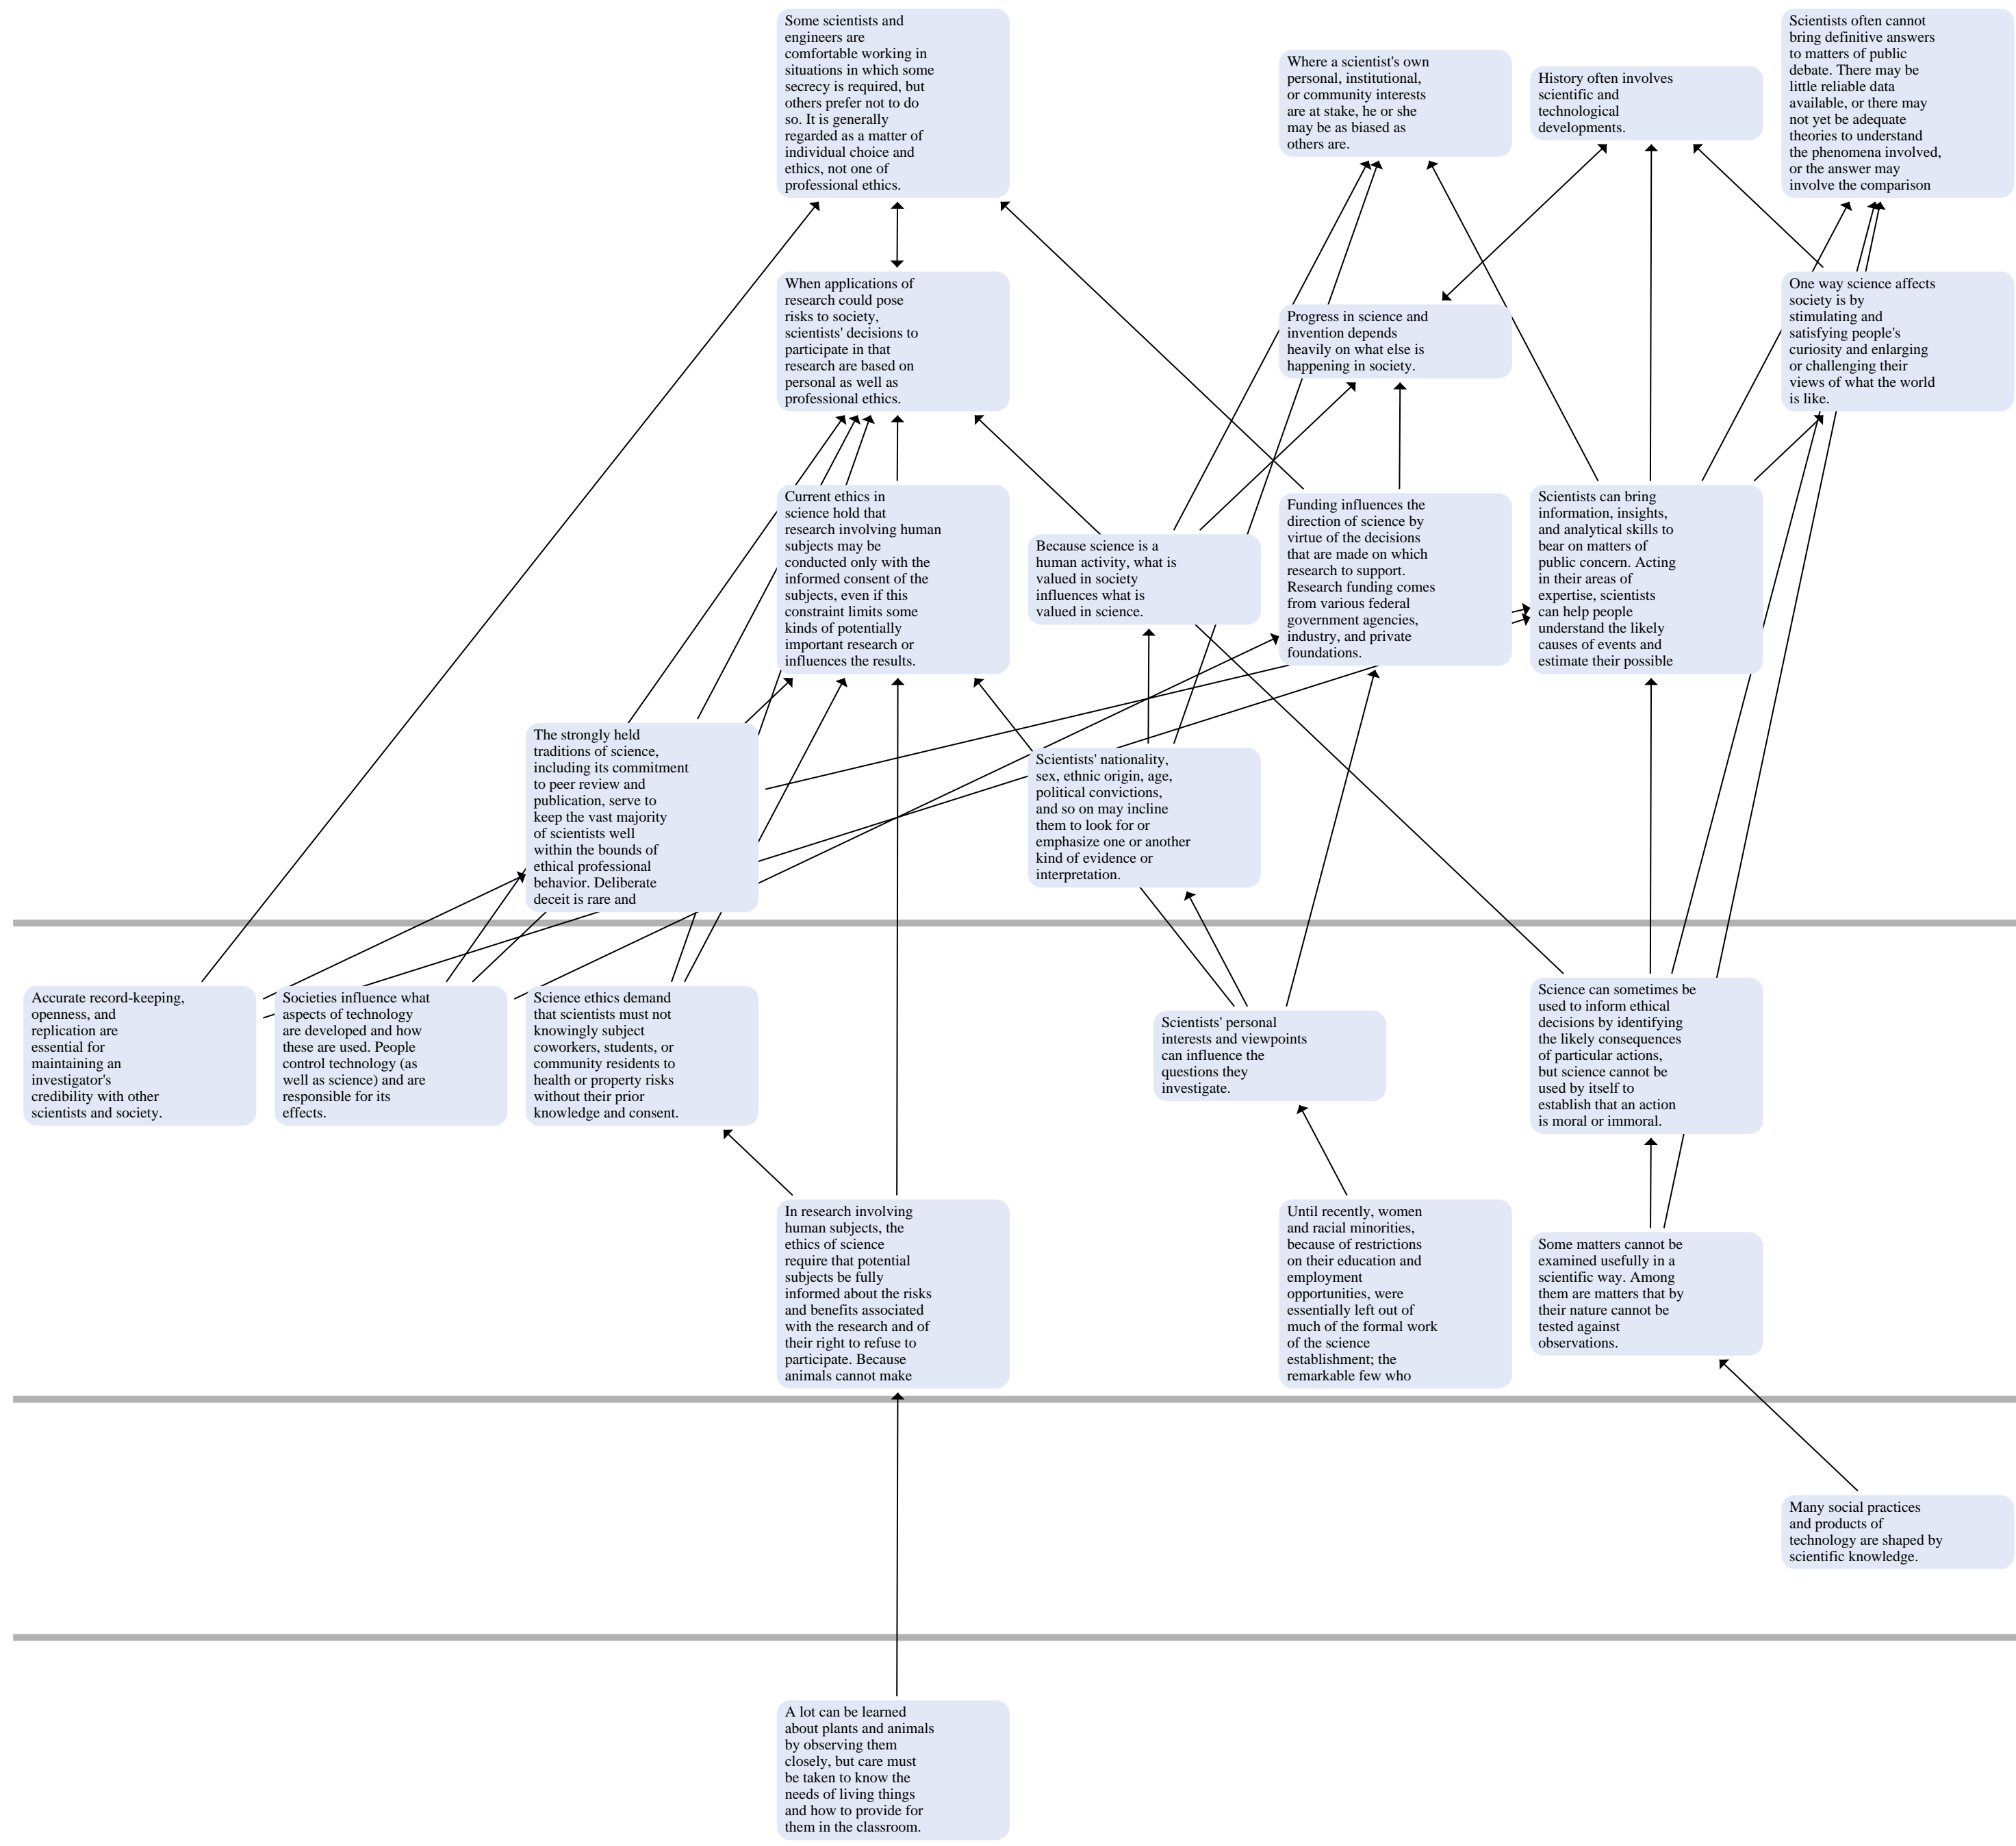 Some scientists and
engineers are
comfortable working in
situations in which some
secrecy is required, but
others prefer not to do
so. It is generally
regarded as a matter of
individual choice and
ethics, not one of
professional ethics.
Where a scientist's own
personal, institutional,
or community interests
are at stake, he or she
may be as biased as
others are.
History often involves
scientific and
technological
developments.
Scientists often cannot
bring definitive answers
to matters of public
debate. There may be
little reliable data
available, or there may
not yet be adequate
theories to understand
the phenomena involved,
or the answer may
involve the comparison
When applications of
research could pose
risks to society,
scientists' decisions to
participate in that
research are based on
personal as well as
professional ethics.
Progress in science and
invention depends
heavily on what else is
happening in society.
One way science affects
society is by
stimulating and
satisfying people's
curiosity and enlarging
or challenging their
views of what the world
is like.
Current ethics in
science hold that
research involving human
subjects may be
conducted only with the
informed consent of the
subjects, even if this
constraint limits some
kinds of potentially
important research or
influences the results.
Because science is a
human activity, what is
valued in society
influences what is
valued in science.
Funding influences the
direction of science by
virtue of the decisions
that are made on which
research to support.
Research funding comes
from various federal
government agencies,
industry, and private
foundations.
Scientists can bring
information, insights,
and analytical skills to
bear on matters of
public concern. Acting
in their areas of
expertise, scientists
can help people
understand the likely
causes of events and
estimate their possible
The strongly held
traditions of science,
including its commitment
to peer review and
publication, serve to
keep the vast majority
of scientists well
within the bounds of
ethical professional
behavior. Deliberate
deceit is rare and
Scientists' nationality,
sex, ethnic origin, age,
political convictions,
and so on may incline
them to look for or
emphasize one or another
kind of evidence or
interpretation.
Accurate record-keeping,
openness, and
replication are
essential for
maintaining an
investigator's
credibility with other
scientists and society.
Societies influence what
aspects of technology
are developed and how
these are used. People
control technology (as
well as science) and are
responsible for its
effects.
Science ethics demand
that scientists must not
knowingly subject
coworkers, students, or
community residents to
health or property risks
without their prior
knowledge and consent.
Scientists' personal
interests and viewpoints
can influence the
questions they
investigate.
Science can sometimes be
used to inform ethical
decisions by identifying
the likely consequences
of particular actions,
but science cannot be
used by itself to
establish that an action
is moral or immoral.
In research involving
human subjects, the
ethics of science
require that potential
subjects be fully
informed about the risks
and benefits associated
with the research and of
their right to refuse to
participate. Because
animals cannot make
Until recently, women
and racial minorities,
because of restrictions
on their education and
employment
opportunities, were
essentially left out of
much of the formal work
of the science
establishment; the
remarkable few who
Some matters cannot be
examined usefully in a
scientific way. Among
them are matters that by
their nature cannot be
tested against
observations.
Many social practices
and products of
technology are shaped by
scientific knowledge.
A lot can be learned
about plants and animals
by observing them
closely, but care must
be taken to know the
needs of living things
and how to provide for
them in the classroom.